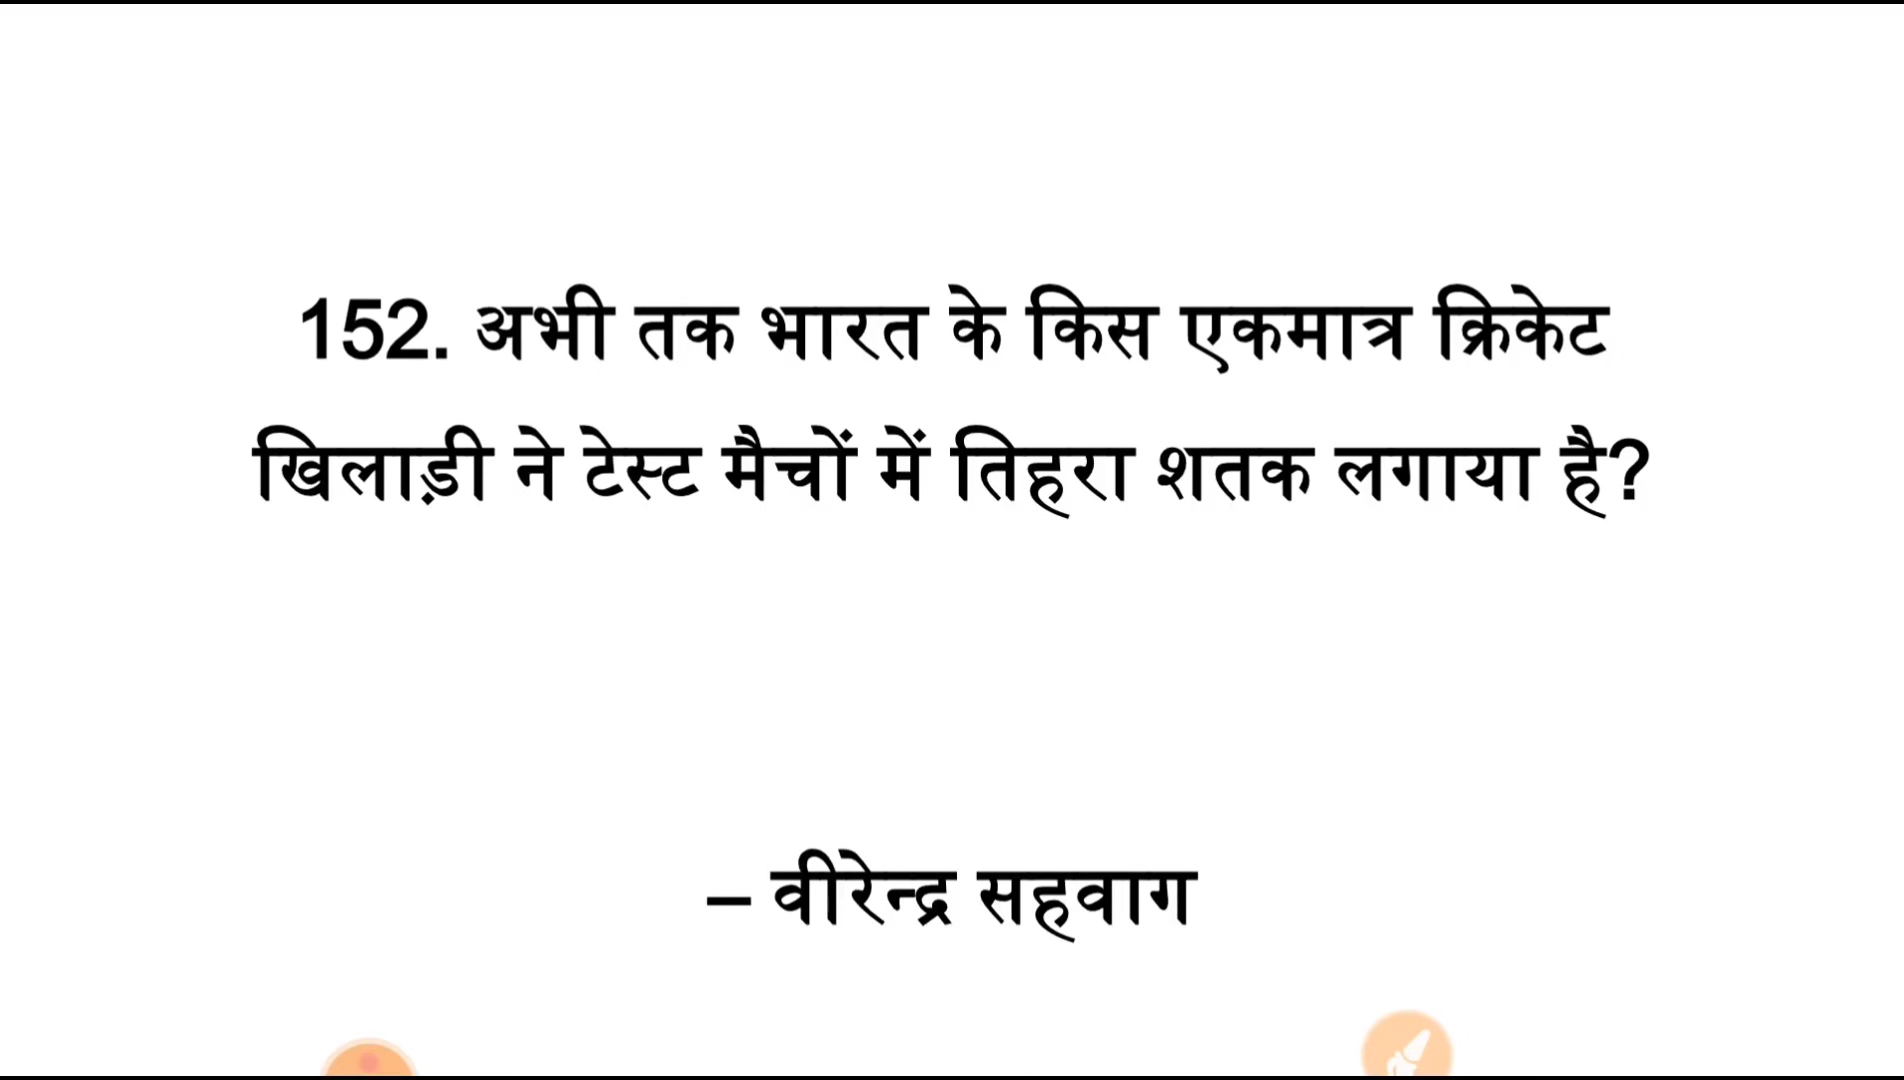 152. अभी तक भारत के किस एकमात्र क्रिकेट
खिलाड़ी ने टेस्ट मैचों में तिहरा शतक लगाया है?
– वीरेन्द्र सहवाग